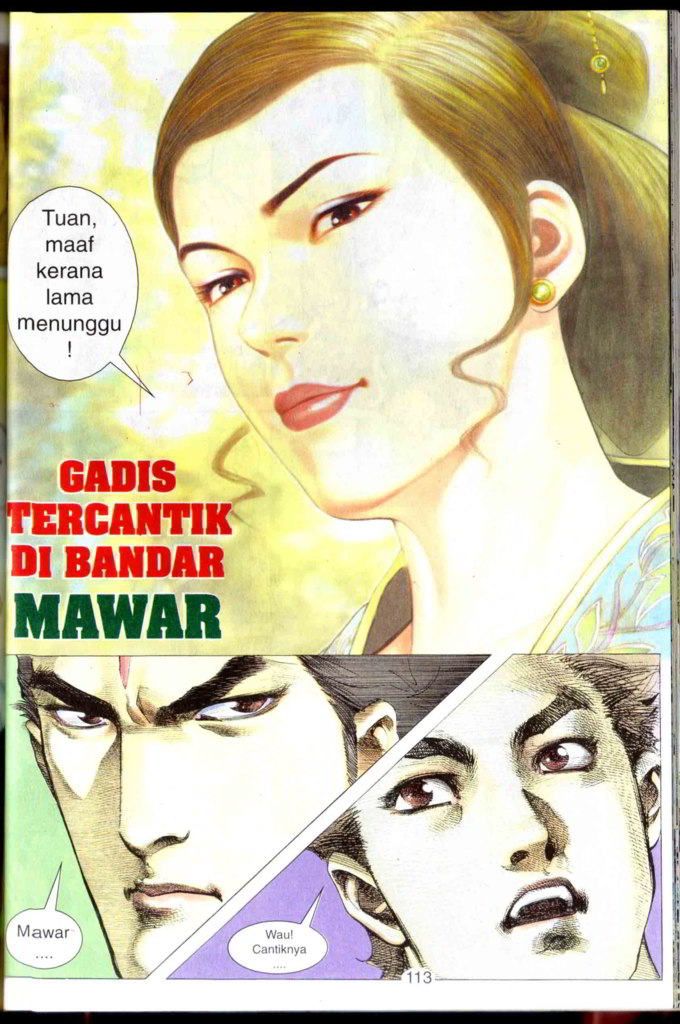 Tuan,
maaf
kerana
lama
menunggu
!
GADIS
TERCANTIK
DI BANDAR
MAWAR
Mawar
....
Wau!
Cantiknya
....
113